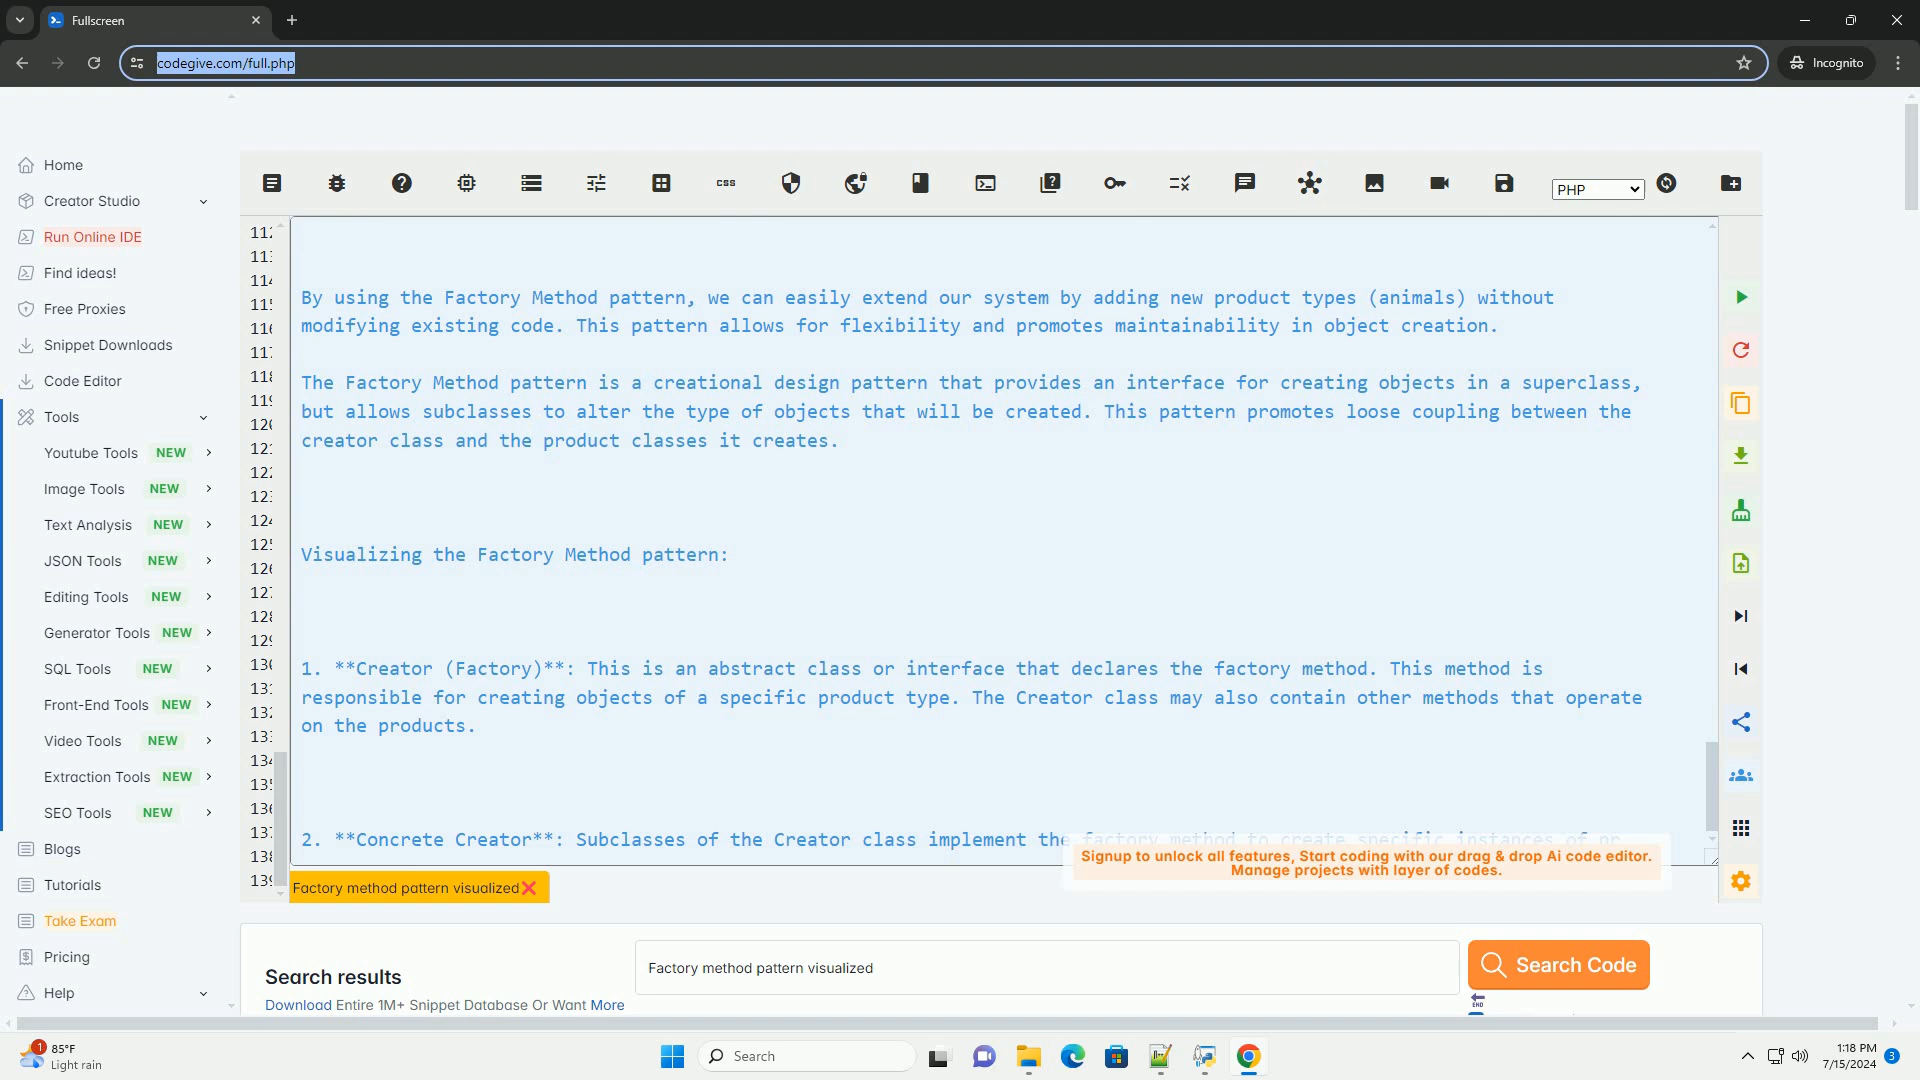 Fullscreen
codegive.com/full.php
Incognito
Home
Creator Studio
Run Online IDE
Find ideas!
Free Proxies
Snippet Downloads
Code Editor
Tools
Youtube Tools NEW
Image Tools NEW
Text Analysis NEW
JSON Tools NEW
Editing Tools NEW
Generator Tools NEW
SQL Tools NEW
Front-End Tools NEW
Video Tools NEW
Extraction Tools NEW
SEO Tools NEW
Blogs
Tutorials
Take Exam
Pricing
Help
css
PHP
By using the Factory Method pattern, we can easily extend our system by adding new product types (animals) without
modifying existing code. This pattern allows for flexibility and promotes maintainability in object creation.
The Factory Method pattern is a creational design pattern that provides an interface for creating objects in a superclass,
but allows subclasses to alter the type of objects that will be created. This pattern promotes loose coupling between the
creator class and the product classes it creates.
Visualizing the Factory Method pattern:
1. **Creator (Factory)**: This is an abstract class or interface that declares the factory method. This method is
responsible for creating objects of a specific product type. The Creator class may also contain other methods that operate
on the products.
2. **Concrete Creator**: Subclasses of the Creator class implement the factory method to create specific instances of pr
Signup to unlock all features, Start coding with our drag & drop Ai code editor.
Manage projects with layer of codes.
Factory method pattern visualized
Search results
Download Entire 1M+ Snippet Database Or Want More
Factory method pattern visualized
Search Code
END
1
85°F
Light rain
Search
1:18 PM
7/15/2024
3